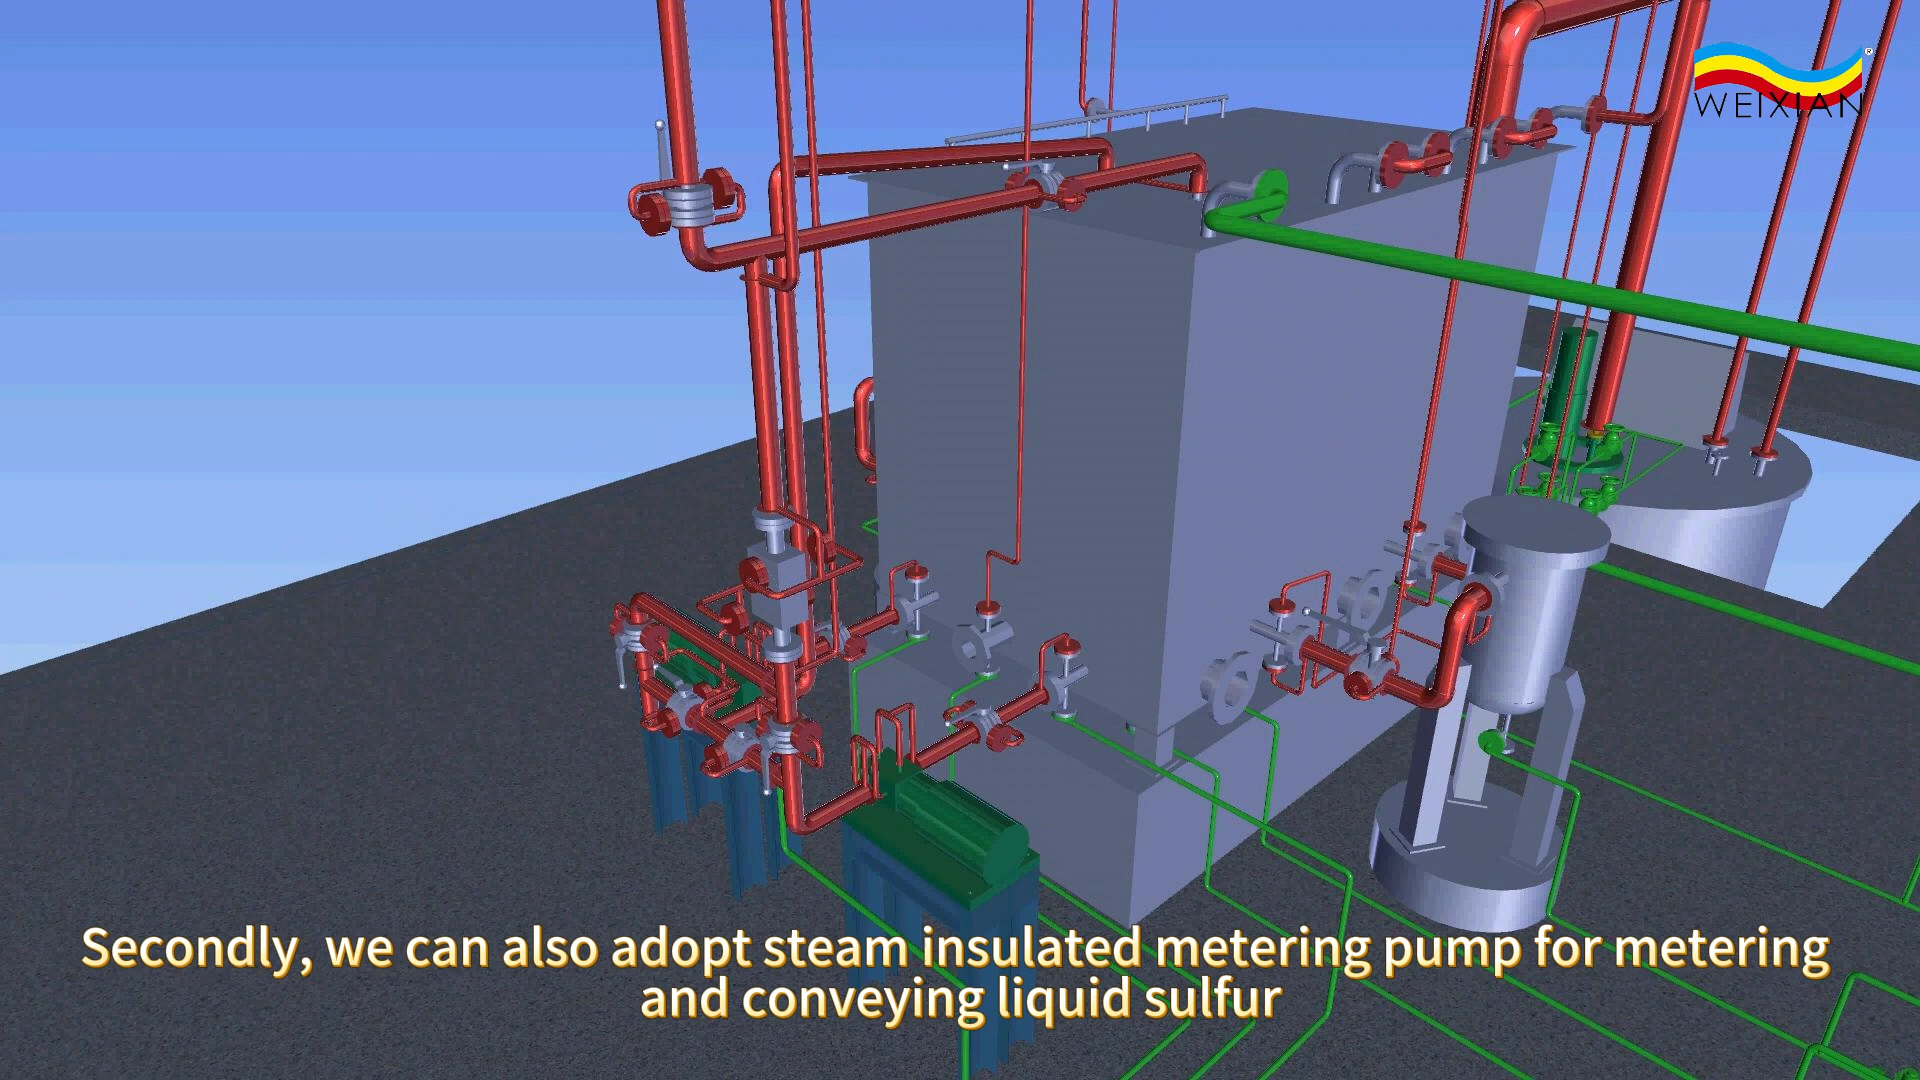 ®
WEIXIAN
Secondly, we can also adopt steam insulated metering pump for metering
and conveying liquid sulfur